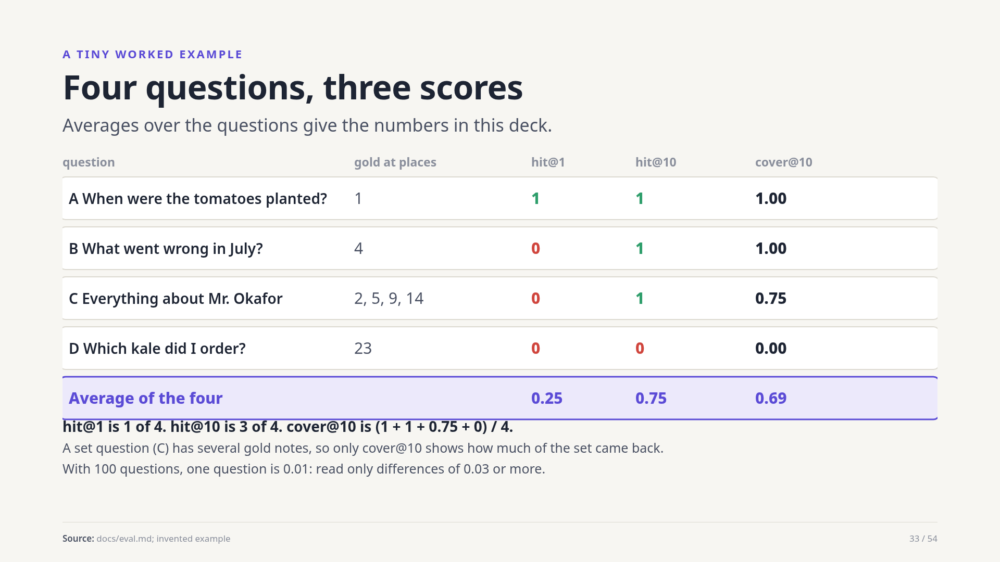 A TINY WORKED EXAMPLE
Four questions, three scores
Averages over the questions give the numbers in this deck.
question gold at places hit@1 hit@10 cover@10
A When were the tomatoes planted? 1 1 1 1.00
B What went wrong in July? 4 0 1 1.00
C Everything about Mr. Okafor 2, 5, 9, 14 0 1 0.75
D Which kale did I order? 23 0 0 0.00
Average of the four 0.25 0.75 0.69
hit@1 is 1 of 4. hit@10 is 3 of 4. cover@10 is (1 + 1 + 0.75 + 0) / 4.
A set question (C) has several gold notes, so only cover@10 shows how much of the set came back.
With 100 questions, one question is 0.01: read only differences of 0.03 or more.
Source: docs/eval.md; invented example 33 / 54